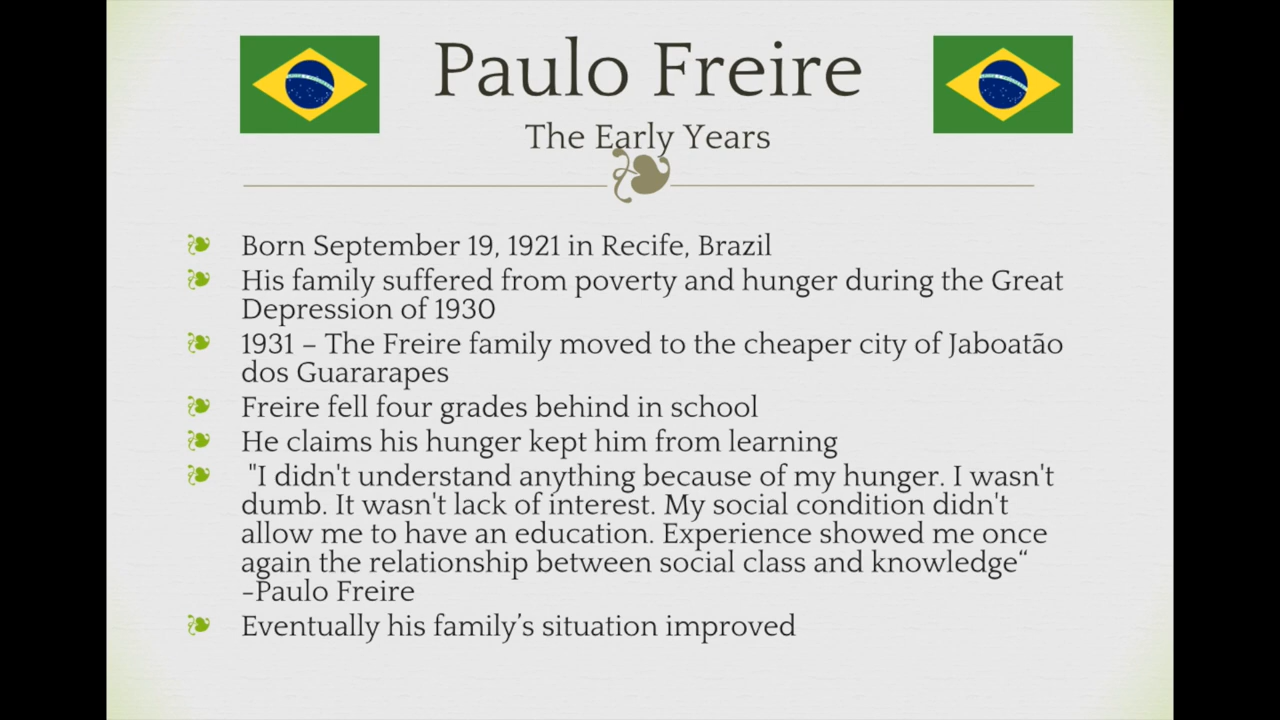 Paulo Freire
The Early Years
Born September 19, 1921 in Recife, Brazil
His family suffered from poverty and hunger during the Great
Depression of 1930
1931 – The Freire family moved to the cheaper city of Jaboatão
dos Guararapes
Freire fell four grades behind in school
He claims his hunger kept him from learning
"I didn't understand anything because of my hunger. I wasn't
dumb. It wasn't lack of interest. My social condition didn't
allow me to have an education. Experience showed me once
again the relationship between social class and knowledge“
-Paulo Freire
Eventually his family’s situation improved